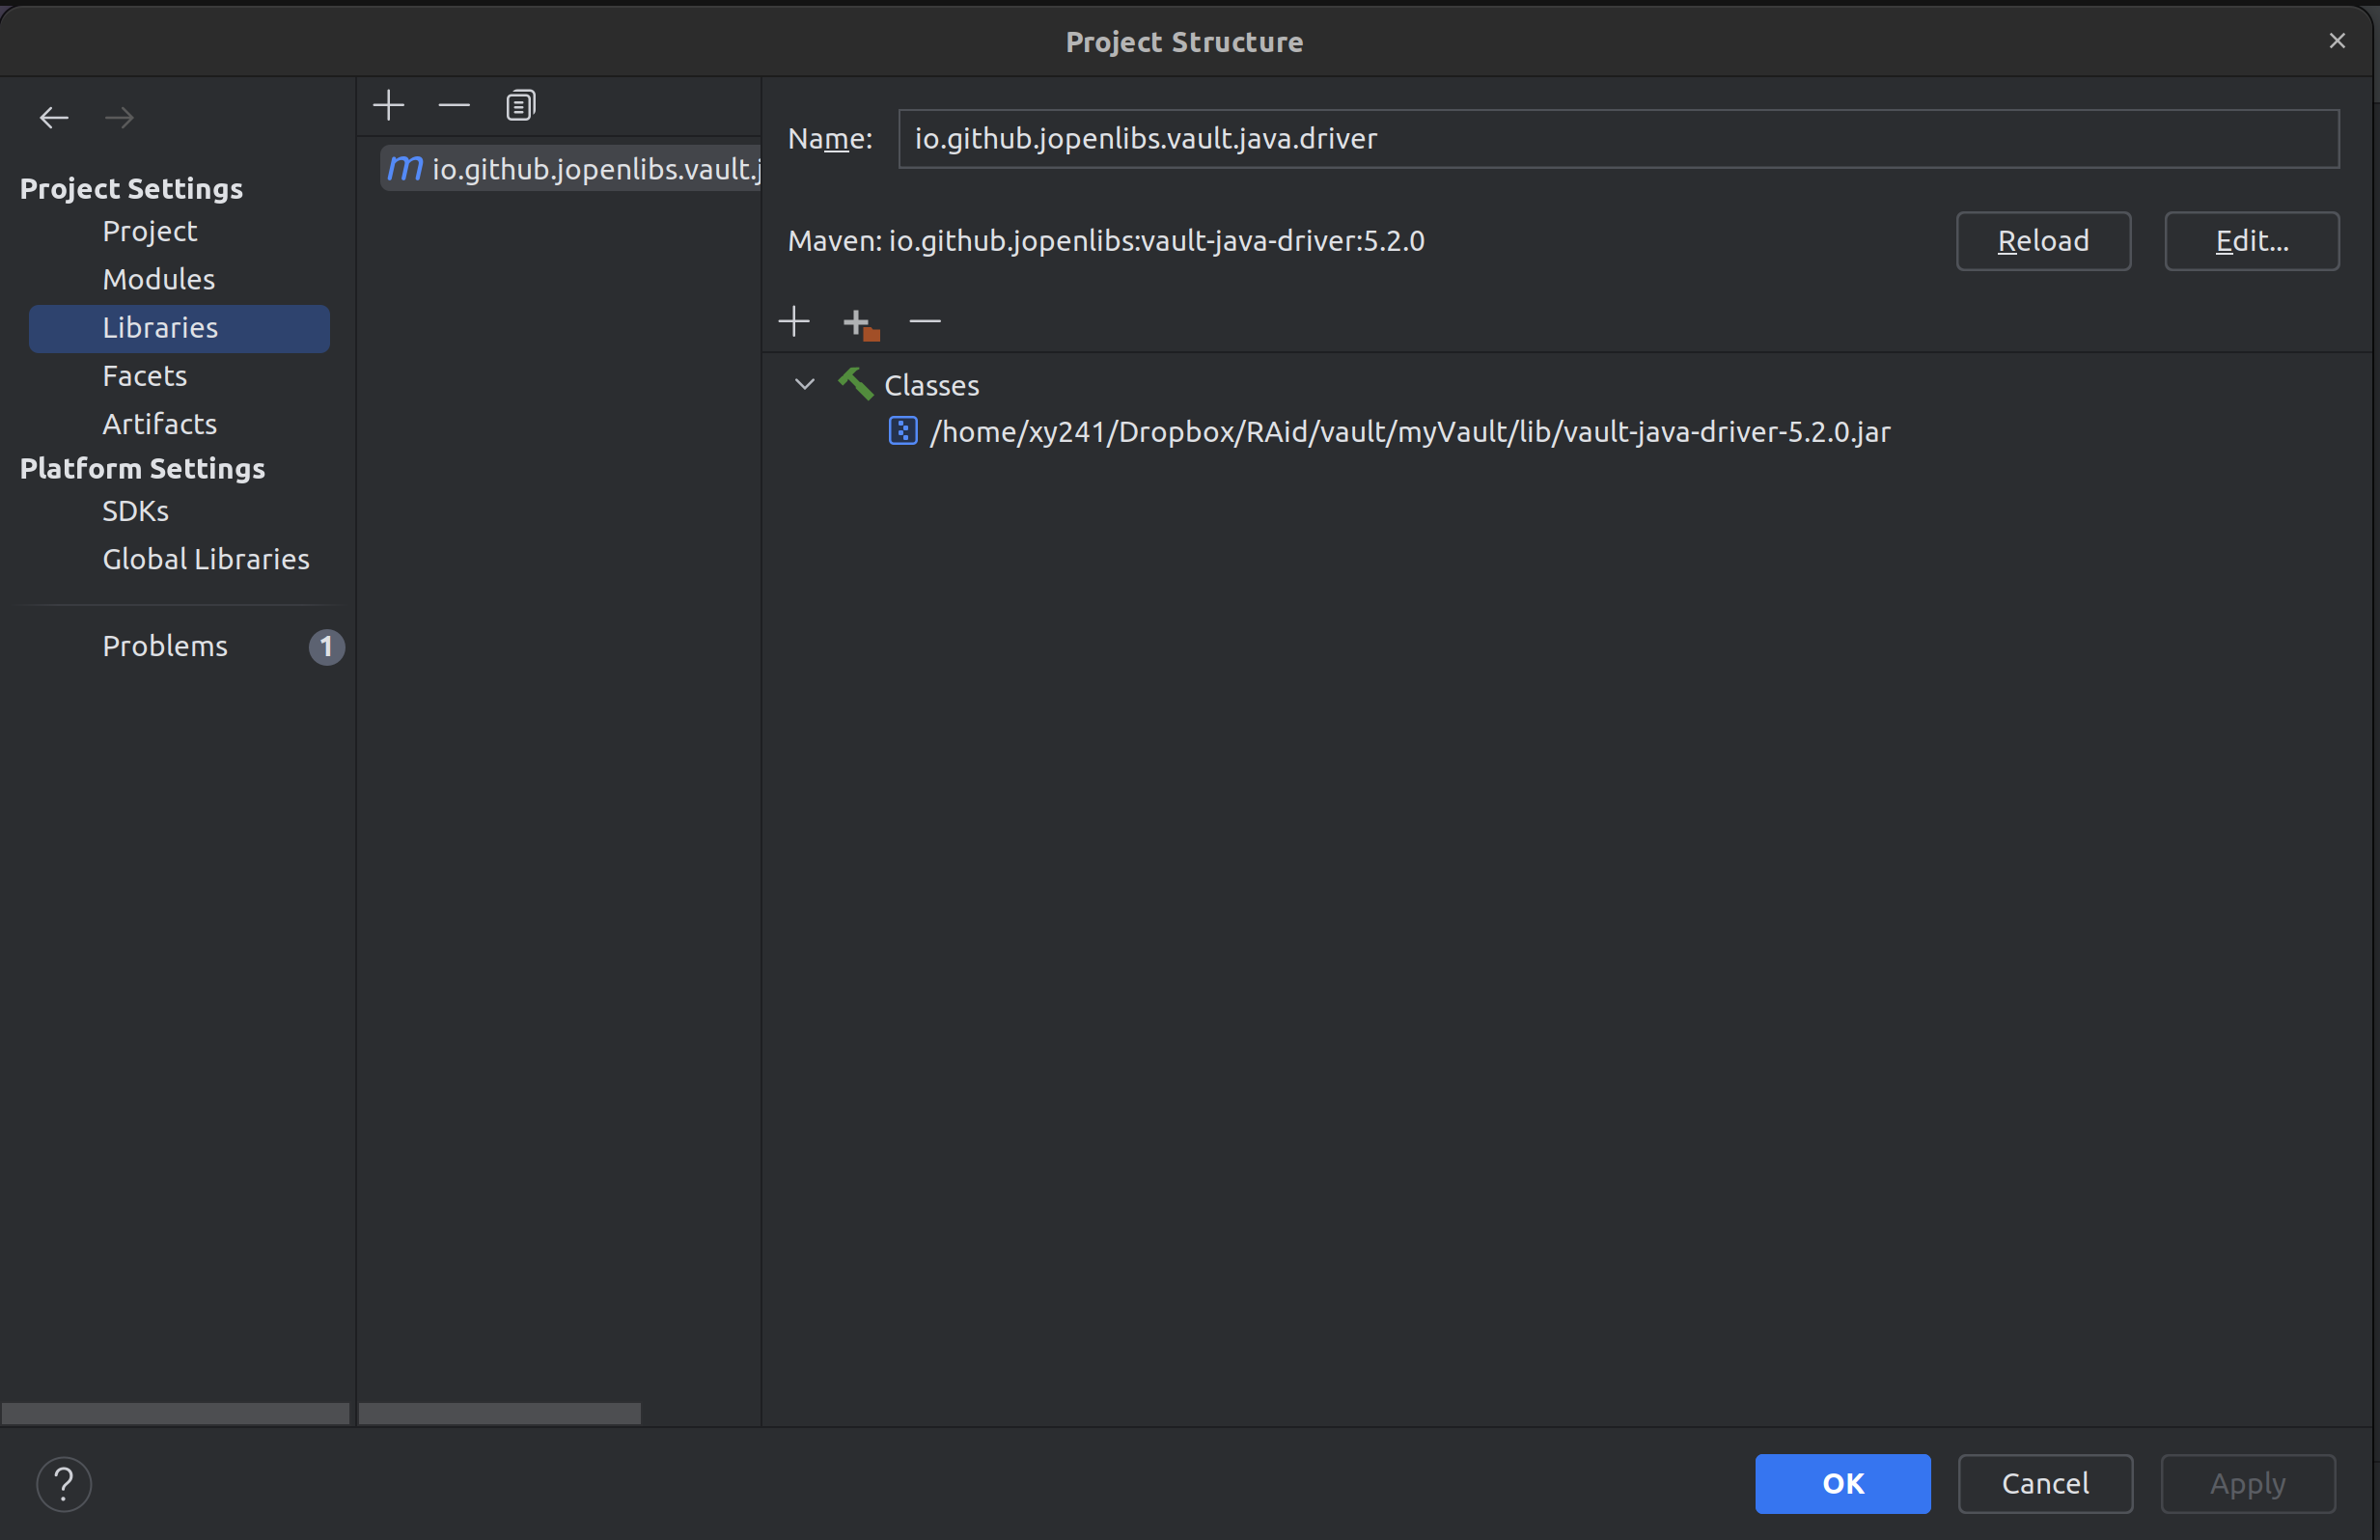 Project Structure
Project Settings
Project
Modules
Libraries
Facets
Artifacts
Platform Settings
SDKs
Global Libraries
Problems 1
io.github.jopenlibs.vault.j
Name: io.github.jopenlibs.vault.java.driver
Maven: io.github.jopenlibs:vault-java-driver:5.2.0 Reload Edit...
Classes
/home/xy241/Dropbox/RAid/vault/myVault/lib/vault-java-driver-5.2.0.jar
? OK Cancel Apply